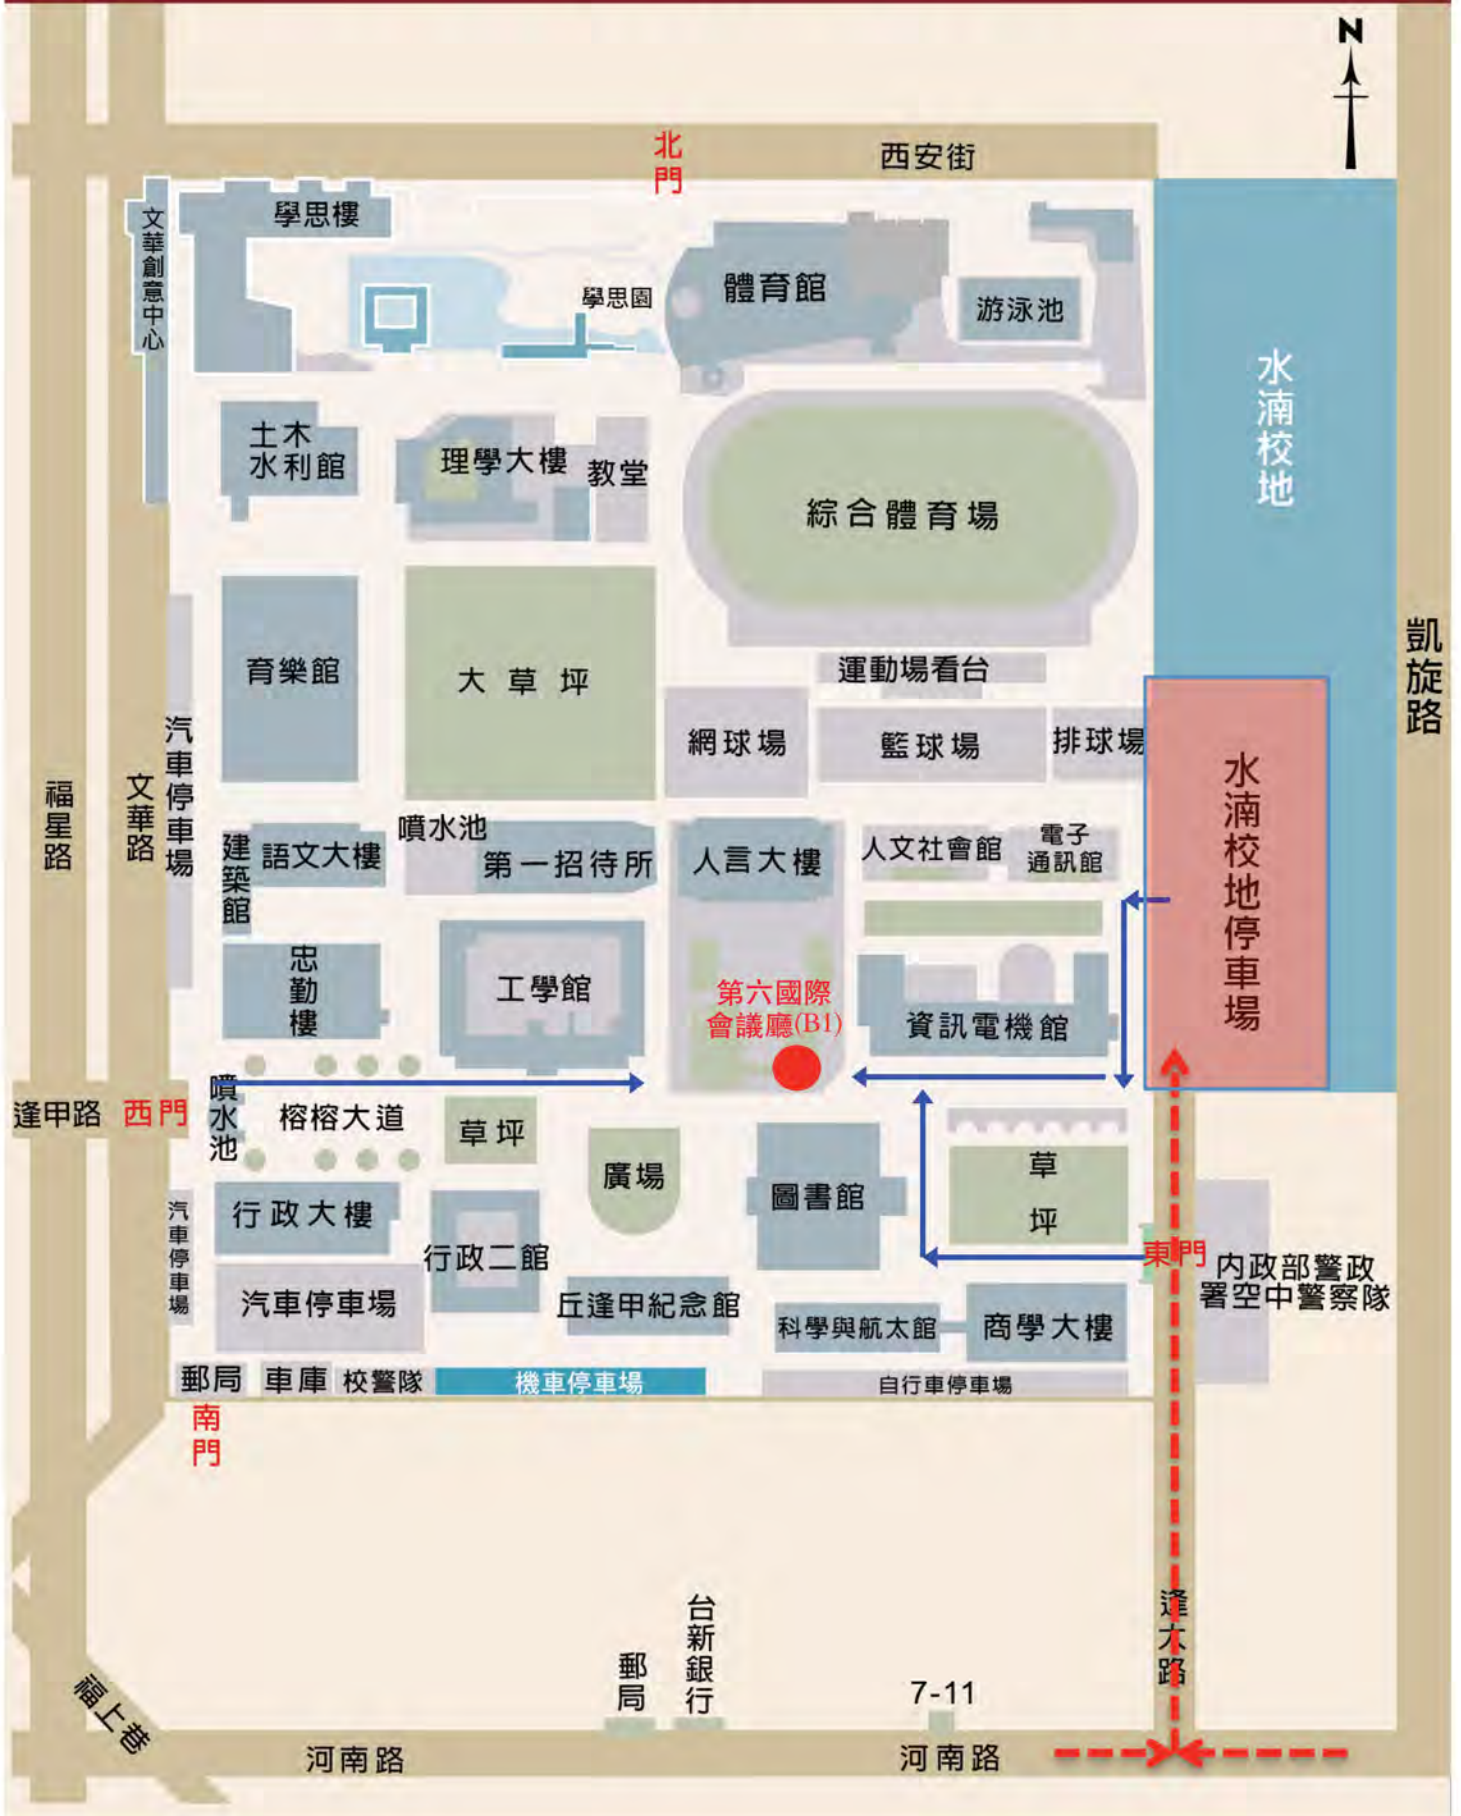 N
北門
西安街
文華創意中心
學思樓
學思園
體育館
游泳池
水湳校地
土木
水利館
理學大樓
教堂
綜合體育場
凱旋路
育樂館
大草坪
運動場看台
網球場
籃球場
排球場
福星路
文華路
汽車停車場
水湳校地停車場
建築館
語文大樓
噴水池
第一招待所
人言大樓
人文社會館
電子
通訊館
忠勤樓
工學館
第六國際
會議廳(B1)
資訊電機館
逢甲路
西門
噴水池
榕榕大道
草坪
廣場
圖書館
草坪
汽車停車場
行政大樓
行政二館
東門
內政部警政
署空中警察隊
汽車停車場
丘逢甲紀念館
科學與航太館
商學大樓
郵局
車庫
校警隊
機車停車場
自行車停車場
南門
逢大路
福上巷
郵局
台新銀行
7-11
河南路
河南路